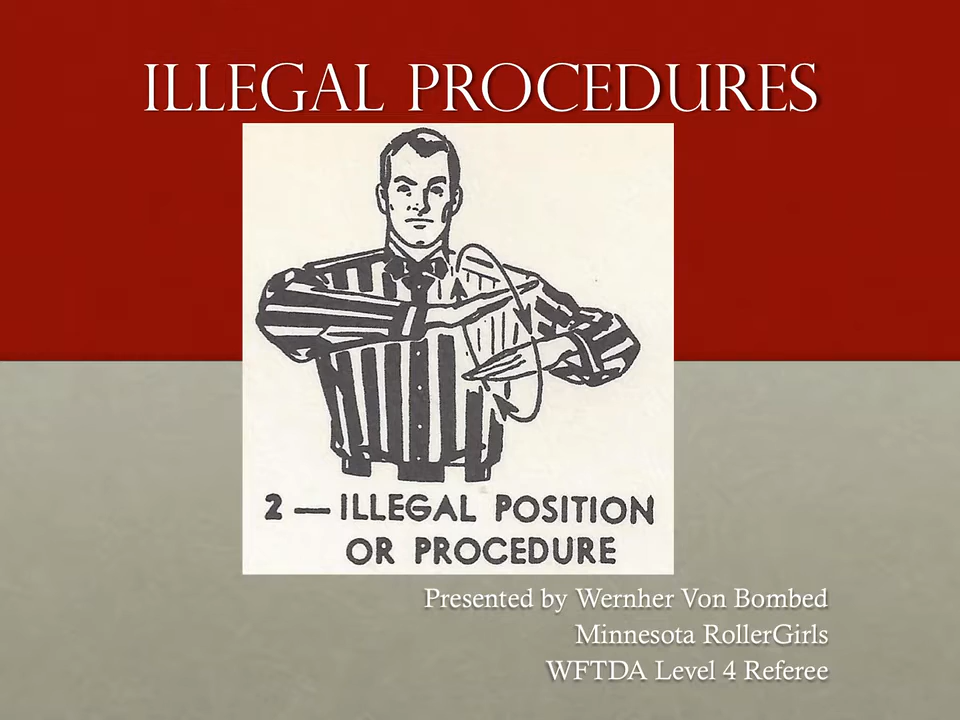 ILLEGAL PROCEDURES
2 — ILLEGAL POSITION
OR PROCEDURE
Presented by Wernher Von Bombed
Minnesota RollerGirls
WFTDA Level 4 Referee